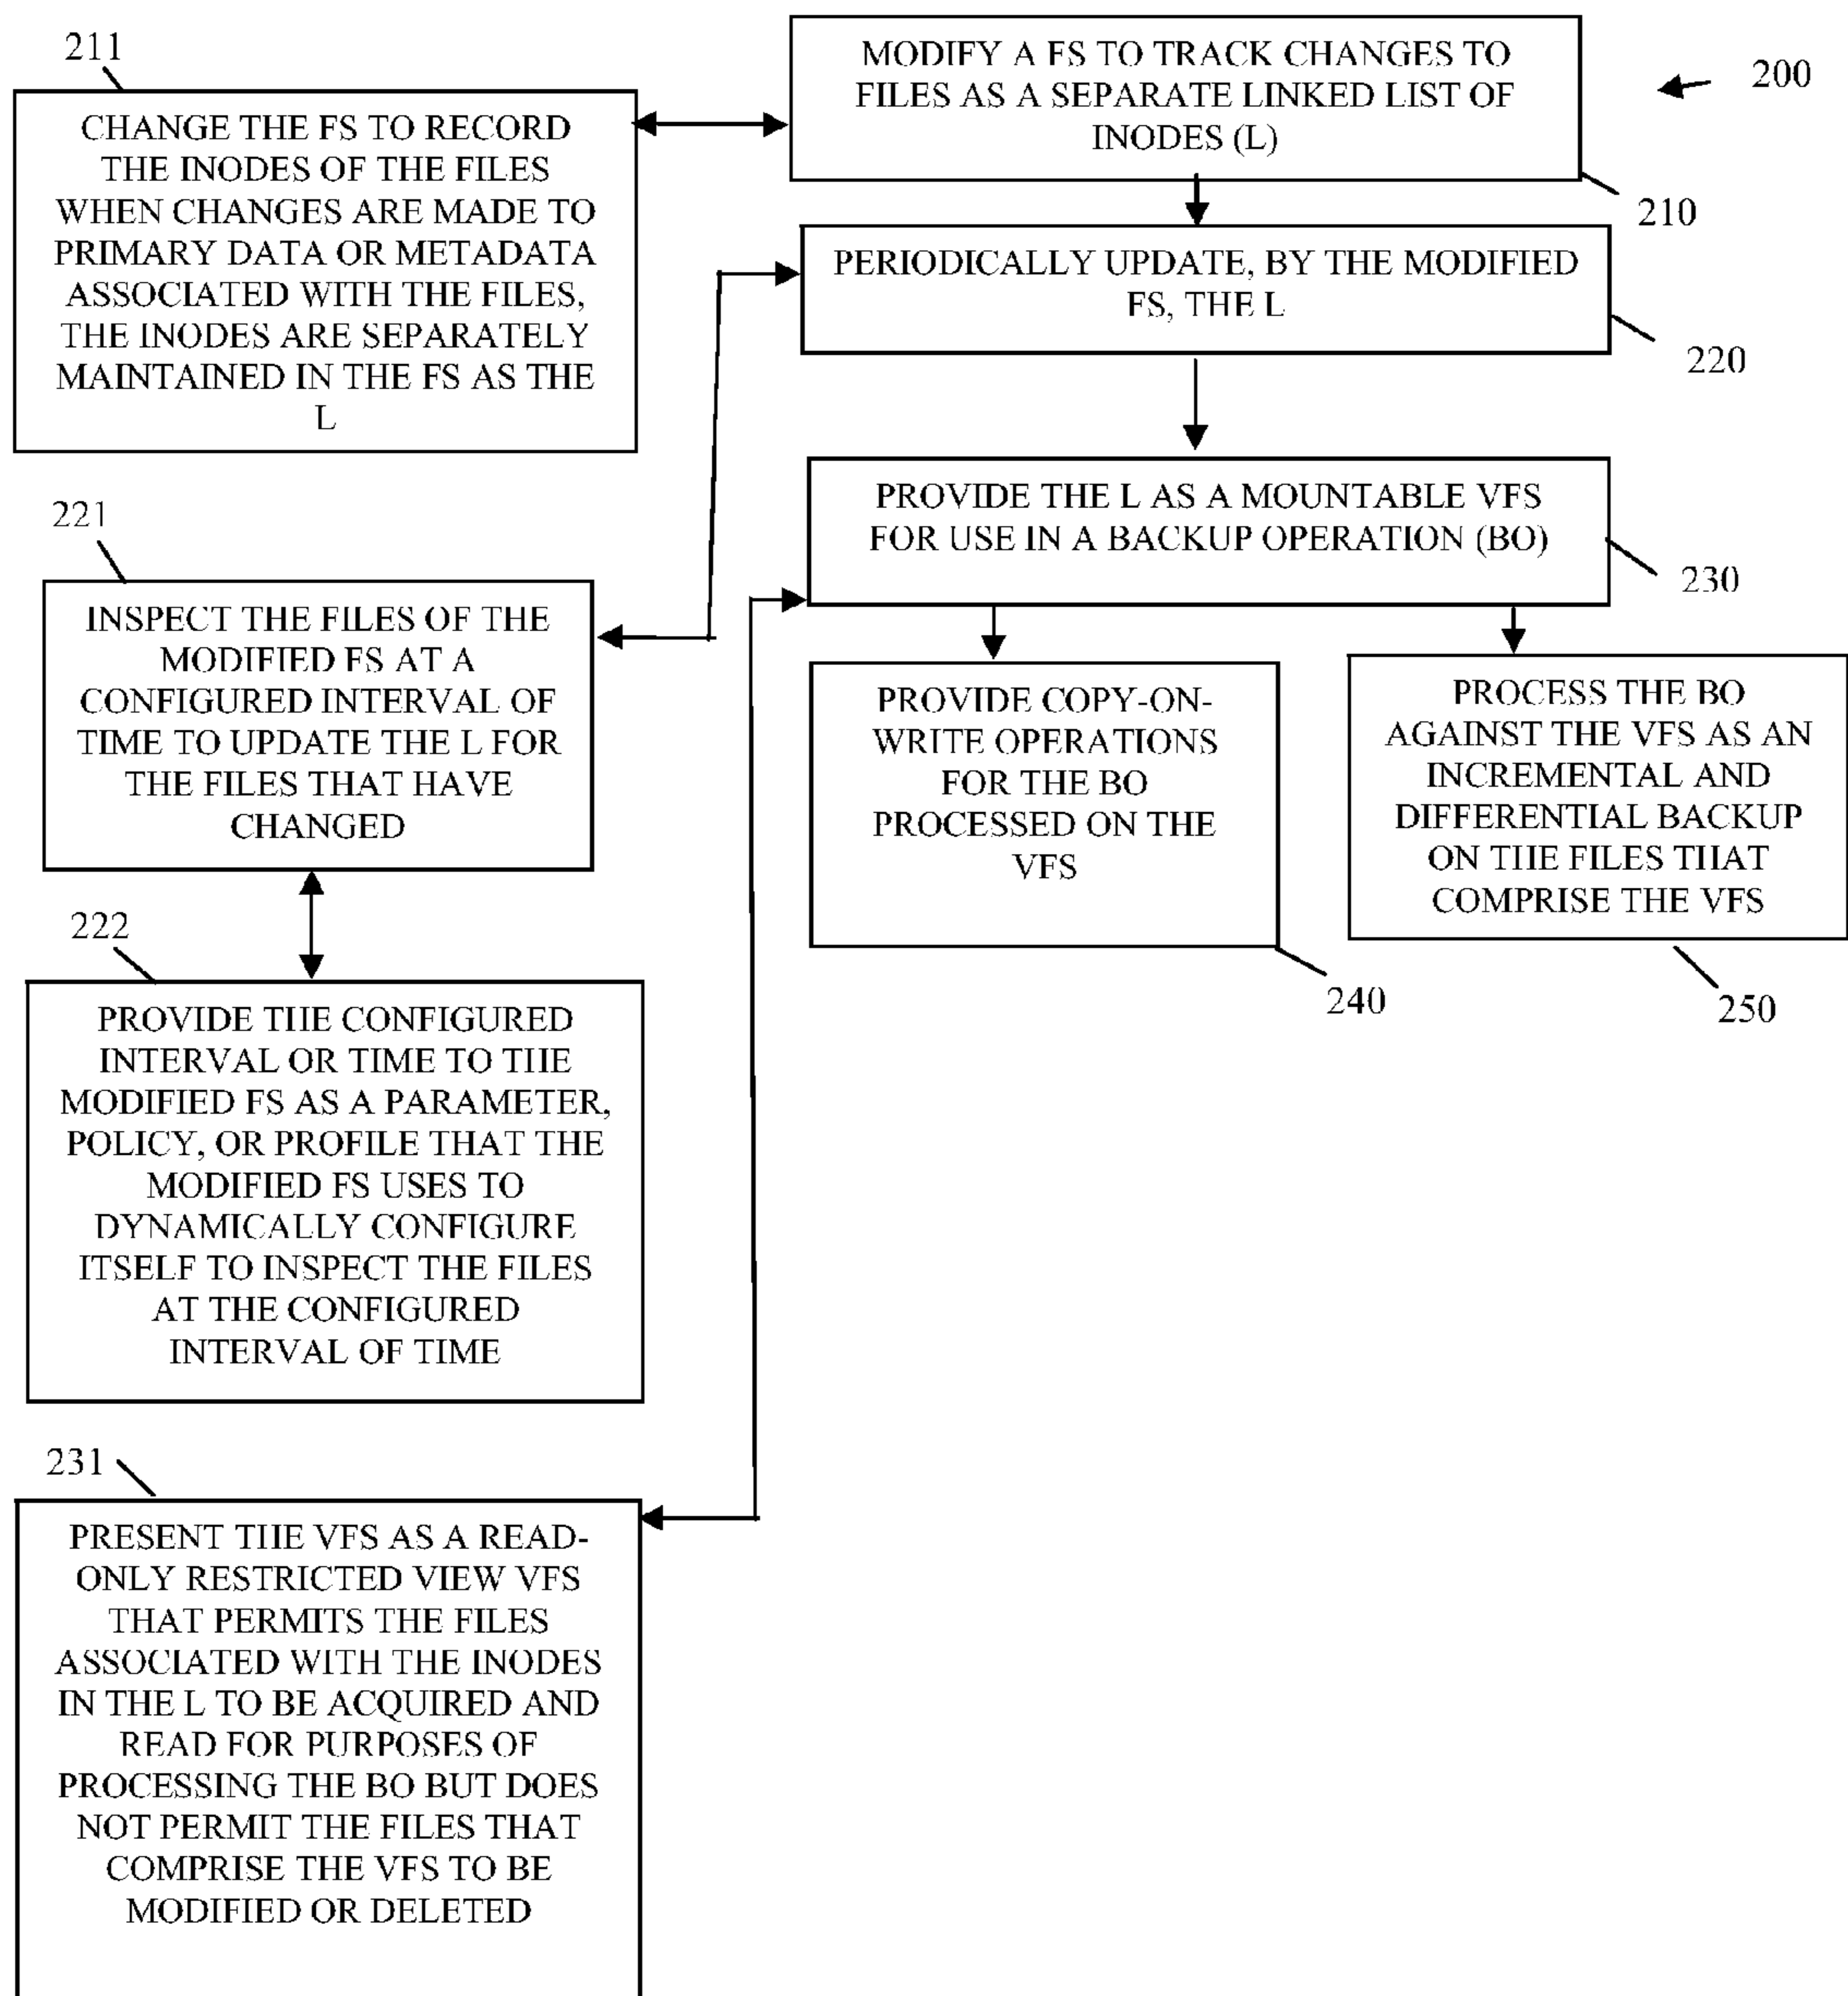 211
MODIFY A FS TO TRACK CHANGES TO
FILES AS A SEPARATE LINKED LIST OF
INODES (L)
200
210
CHANGE THE FS TO RECORD
THE INODES OF THE FILES
WHEN CHANGES ARE MADE TO
PRIMARY DATA OR METADATA
ASSOCIATED WITH THE FILES,
THE INODES ARE SEPARATELY
MAINTAINED IN THE FS AS THE
L
PERIODICALLY UPDATE, BY THE MODIFIED
FS, THE L
220
PROVIDE THE L AS A MOUNTABLE VFS
FOR USE IN A BACKUP OPERATION (BO)
230
221
INSPECT THE FILES OF THE
MODIFIED FS AT A
CONFIGURED INTERVAL OF
TIME TO UPDATE THE L FOR
THE FILES THAT HAVE
CHANGED
PROVIDE COPY-ON-
WRITE OPERATIONS
FOR THE BO
PROCESSED ON THE
VFS
240
PROCESS THE BO
AGAINST THE VFS AS AN
INCREMENTAL AND
DIFFERENTIAL BACKUP
ON THE FILES THAT
COMPRISE THE VFS
250
222
PROVIDE THE CONFIGURED
INTERVAL OR TIME TO THE
MODIFIED FS AS A PARAMETER,
POLICY, OR PROFILE THAT THE
MODIFIED FS USES TO
DYNAMICALLY CONFIGURE
ITSELF TO INSPECT THE FILES
AT THE CONFIGURED
INTERVAL OF TIME
231
PRESENT THE VFS AS A READ-
ONLY RESTRICTED VIEW VFS
THAT PERMITS THE FILES
ASSOCIATED WITH THE INODES
IN THE L TO BE ACQUIRED AND
READ FOR PURPOSES OF
PROCESSING THE BO BUT DOES
NOT PERMIT THE FILES THAT
COMPRISE THE VFS TO BE
MODIFIED OR DELETED